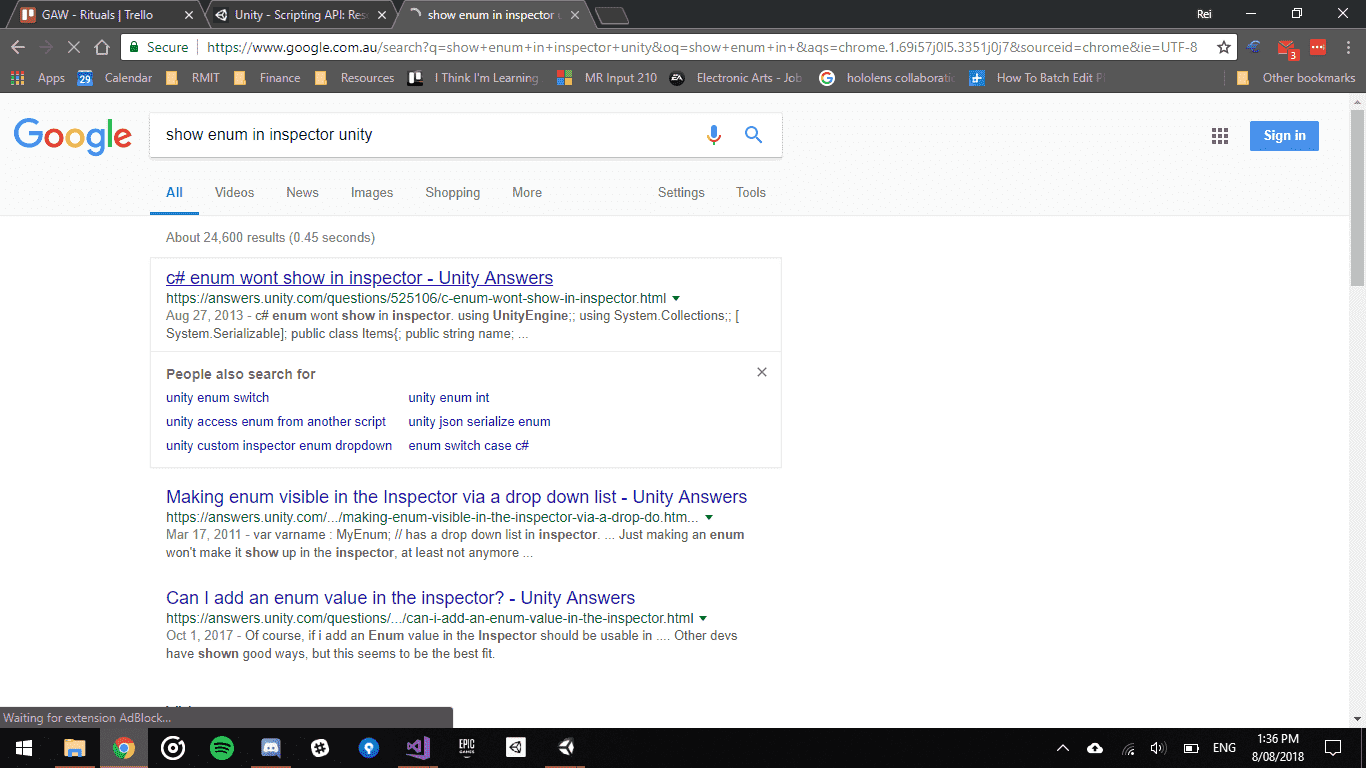 GAW - Rituals | Trello
Unity - Scripting API: Res
show enum in inspector u
Rei
Secure
https://www.google.com.au/search?q=show+enum+in+inspector+unity&oq=show+enum+in+&aqs=chrome.1.69i57j0l5.3351j0j7&sourceid=chrome&ie=UTF-8
3
Apps
29
Calendar
RMIT
Finance
Resources
I Think I'm Learning
MR Input 210
Electronic Arts - Job
hololens collaborati
How To Batch Edit P
Other bookmarks
Google
show enum in inspector unity
Sign in
All
Videos
News
Images
Shopping
More
Settings
Tools
About 24,600 results (0.45 seconds)
c# enum wont show in inspector - Unity Answers
https://answers.unity.com/questions/525106/c-enum-wont-show-in-inspector.html
Aug 27, 2013 - c# enum wont show in inspector. using UnityEngine;; using System.Collections;; [
System.Serializable]; public class Items{; public string name; ...
People also search for
unity enum switch
unity enum int
unity access enum from another script
unity json serialize enum
unity custom inspector enum dropdown
enum switch case c#
Making enum visible in the Inspector via a drop down list - Unity Answers
https://answers.unity.com/.../making-enum-visible-in-the-inspector-via-a-drop-do.htm...
Mar 17, 2011 - var varname : MyEnum; // has a drop down list in inspector. ... Just making an enum
won't make it show up in the inspector, at least not anymore ...
Can I add an enum value in the inspector? - Unity Answers
https://answers.unity.com/questions/.../can-i-add-an-enum-value-in-the-inspector.html
Oct 1, 2017 - Of course, if i add an Enum value in the Inspector should be usable in .... Other devs
have shown good ways, but this seems to be the best fit.
Waiting for extension AdBlock...
EPIC
GAMES
ENG
1:36 PM
8/08/2018